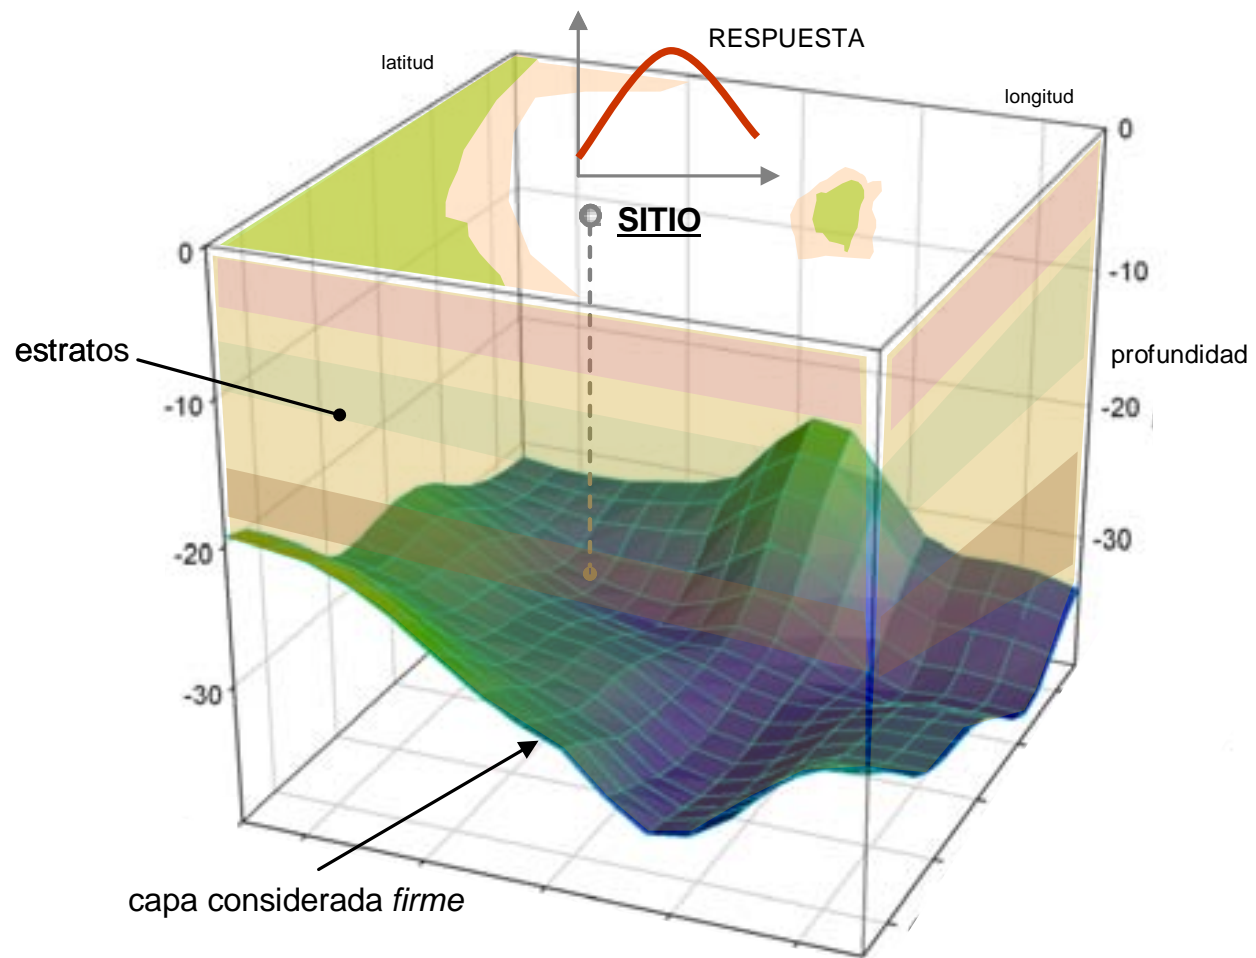 RESPUESTA
latitud
longitud
0
SITIO
0
-10
estratos
profundidad
-10
-20
-20
-30
-30
capa considerada firme